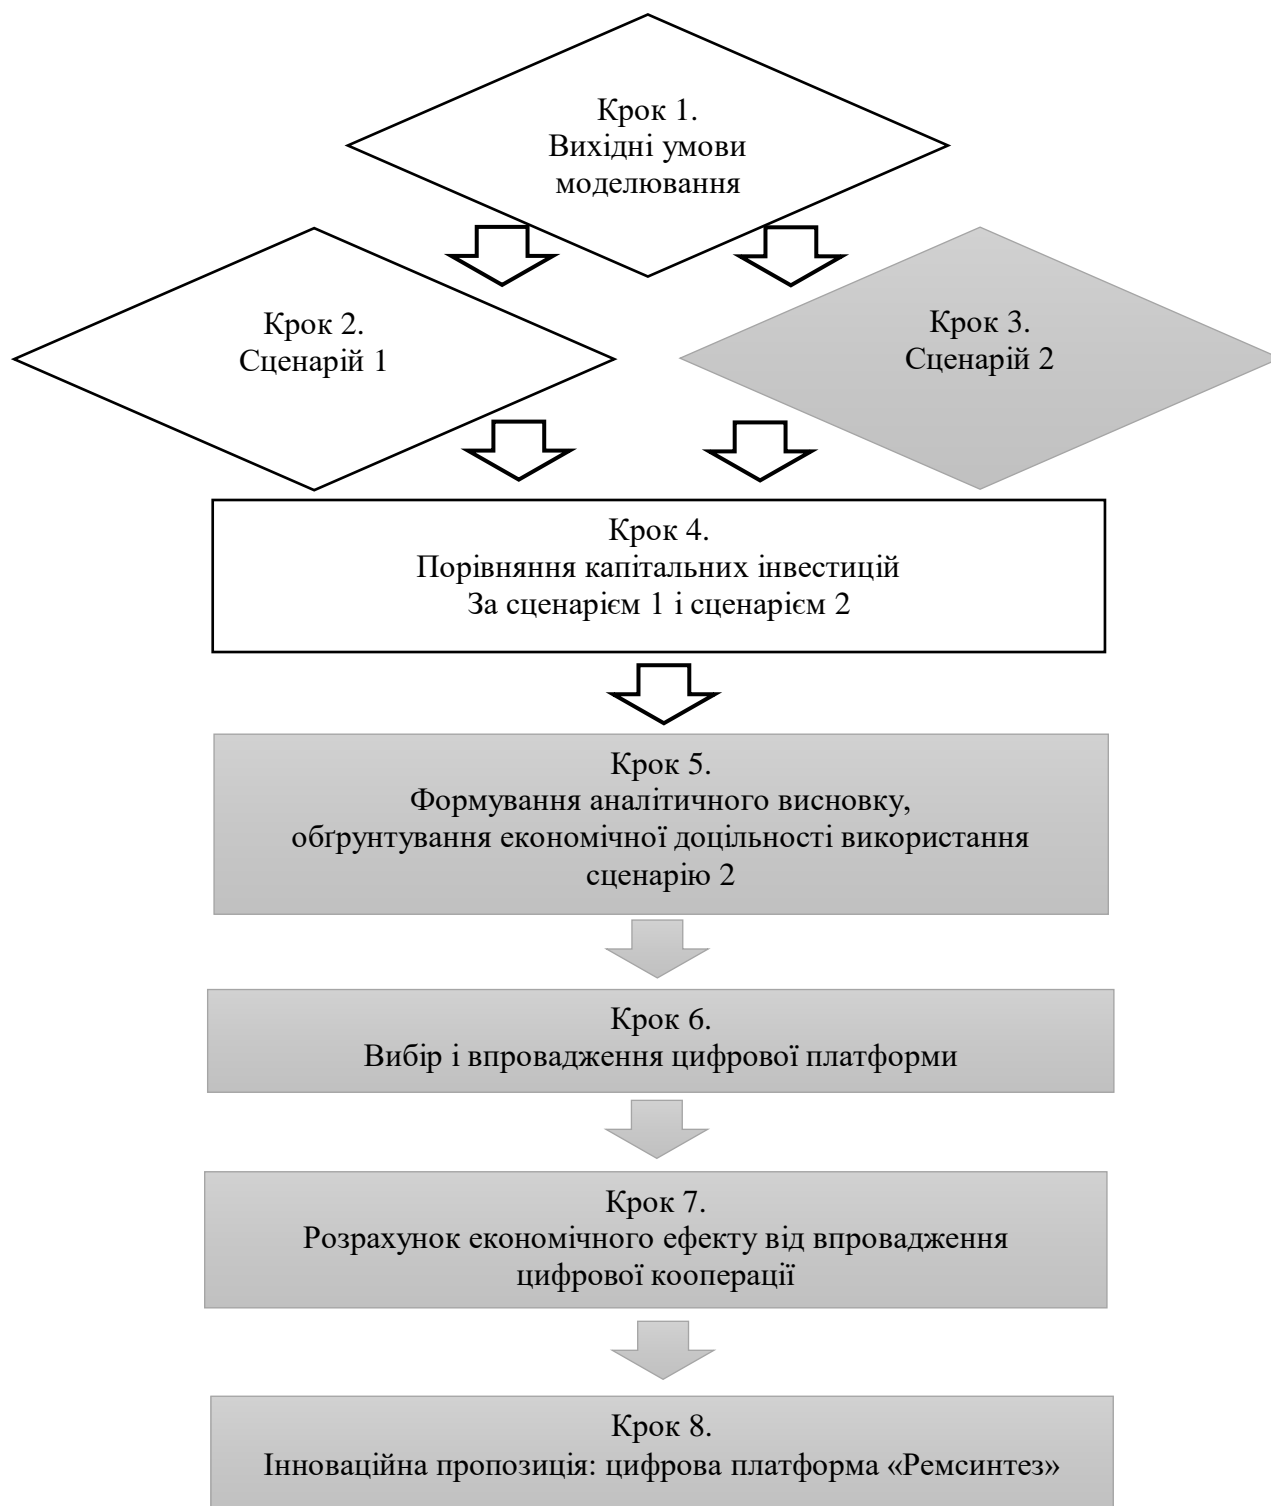 Крок 1.
Вихідні умови
моделювання
Крок 2.
Сценарій 1
Крок 3.
Сценарій 2
Крок 4.
Порівняння капітальних інвестицій
За сценарієм 1 і сценарієм 2
Крок 5.
Формування аналітичного висновку,
обґрунтування економічної доцільності використання
сценарію 2
Крок 6.
Вибір і впровадження цифрової платформи
Крок 7.
Розрахунок економічного ефекту від впровадження
цифрової кооперації
Крок 8.
Інноваційна пропозиція: цифрова платформа «Ремсинтез»